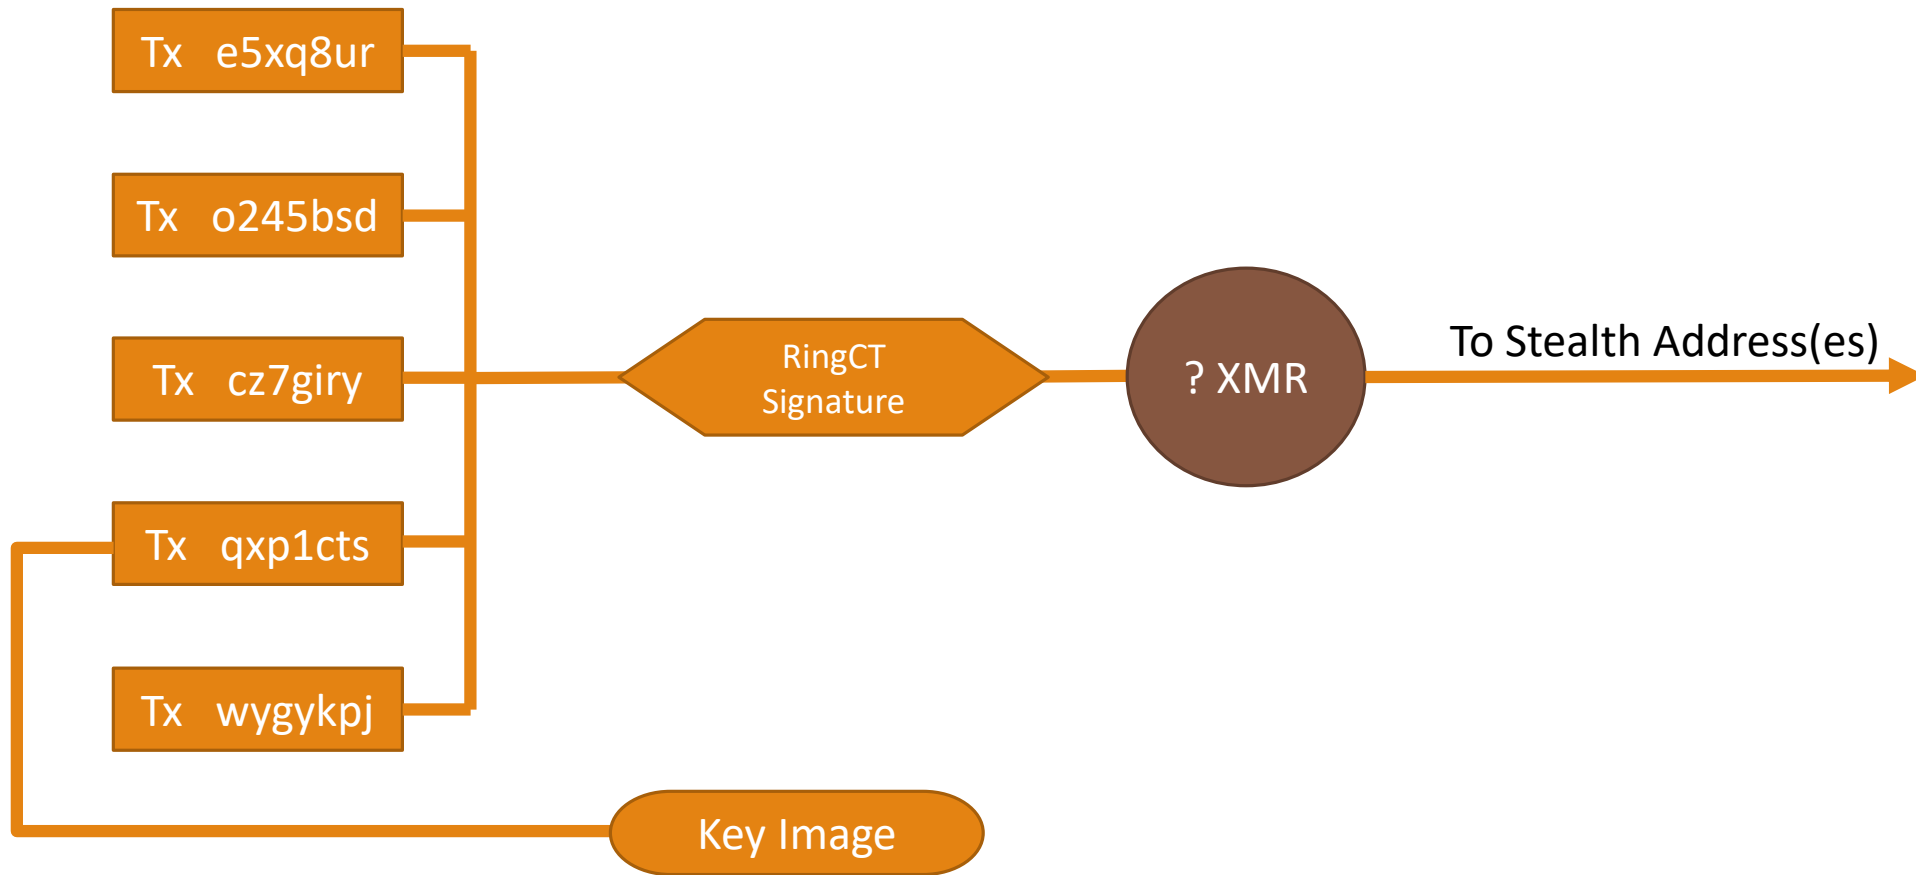 Tx e5xq8ur
Tx o245bsd
Tx cz7giry
Tx qxp1cts
Tx wygykpj
RingCT
Signature
? XMR
To Stealth Address(es)
Key Image